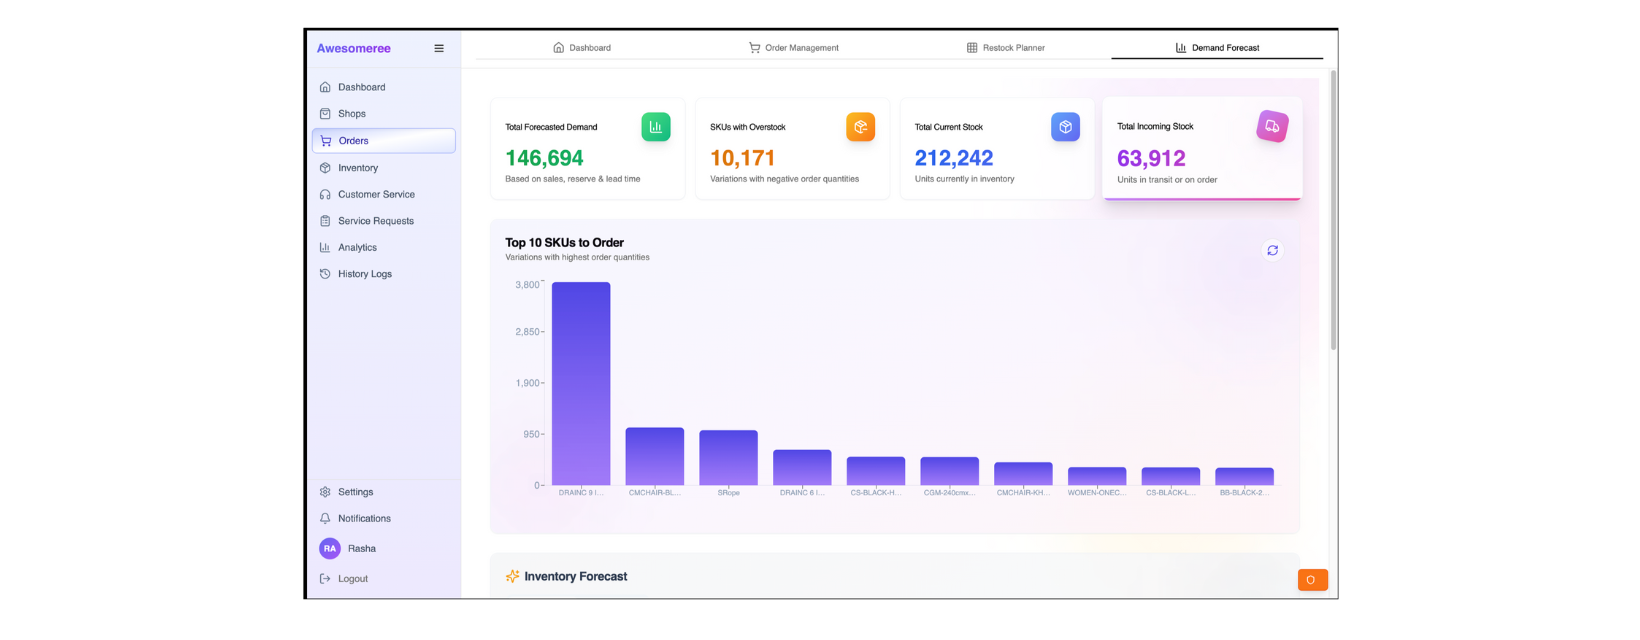 Awesomeree
Dashboard
Shops
Orders
Inventory
Customer Service
Service Requests
Analytics
History Logs
Settings
Notifications
RA Rasha
Logout
Dashboard
Order Management
Restock Planner
Demand Forecast
Total Forecasted Demand
146,694
Based on sales, reserve & lead time
SKUs with Overstock
10,171
Variations with negative order quantities
Total Current Stock
212,242
Units currently in inventory
Total Incoming Stock
63,912
Units in transit or on order
Top 10 SKUs to Order
Variations with highest order quantities
3,800
2,850
1,900
950
0
DRAINC 9 I...
CMCHAIR-BL...
SRope
DRAINC 6 I...
CS-BLACK-H...
CGM-240cmx...
CMCHAIR-KH...
WOMEN-ONEC...
CS-BLACK-L...
BB-BLACK-2...
Inventory Forecast